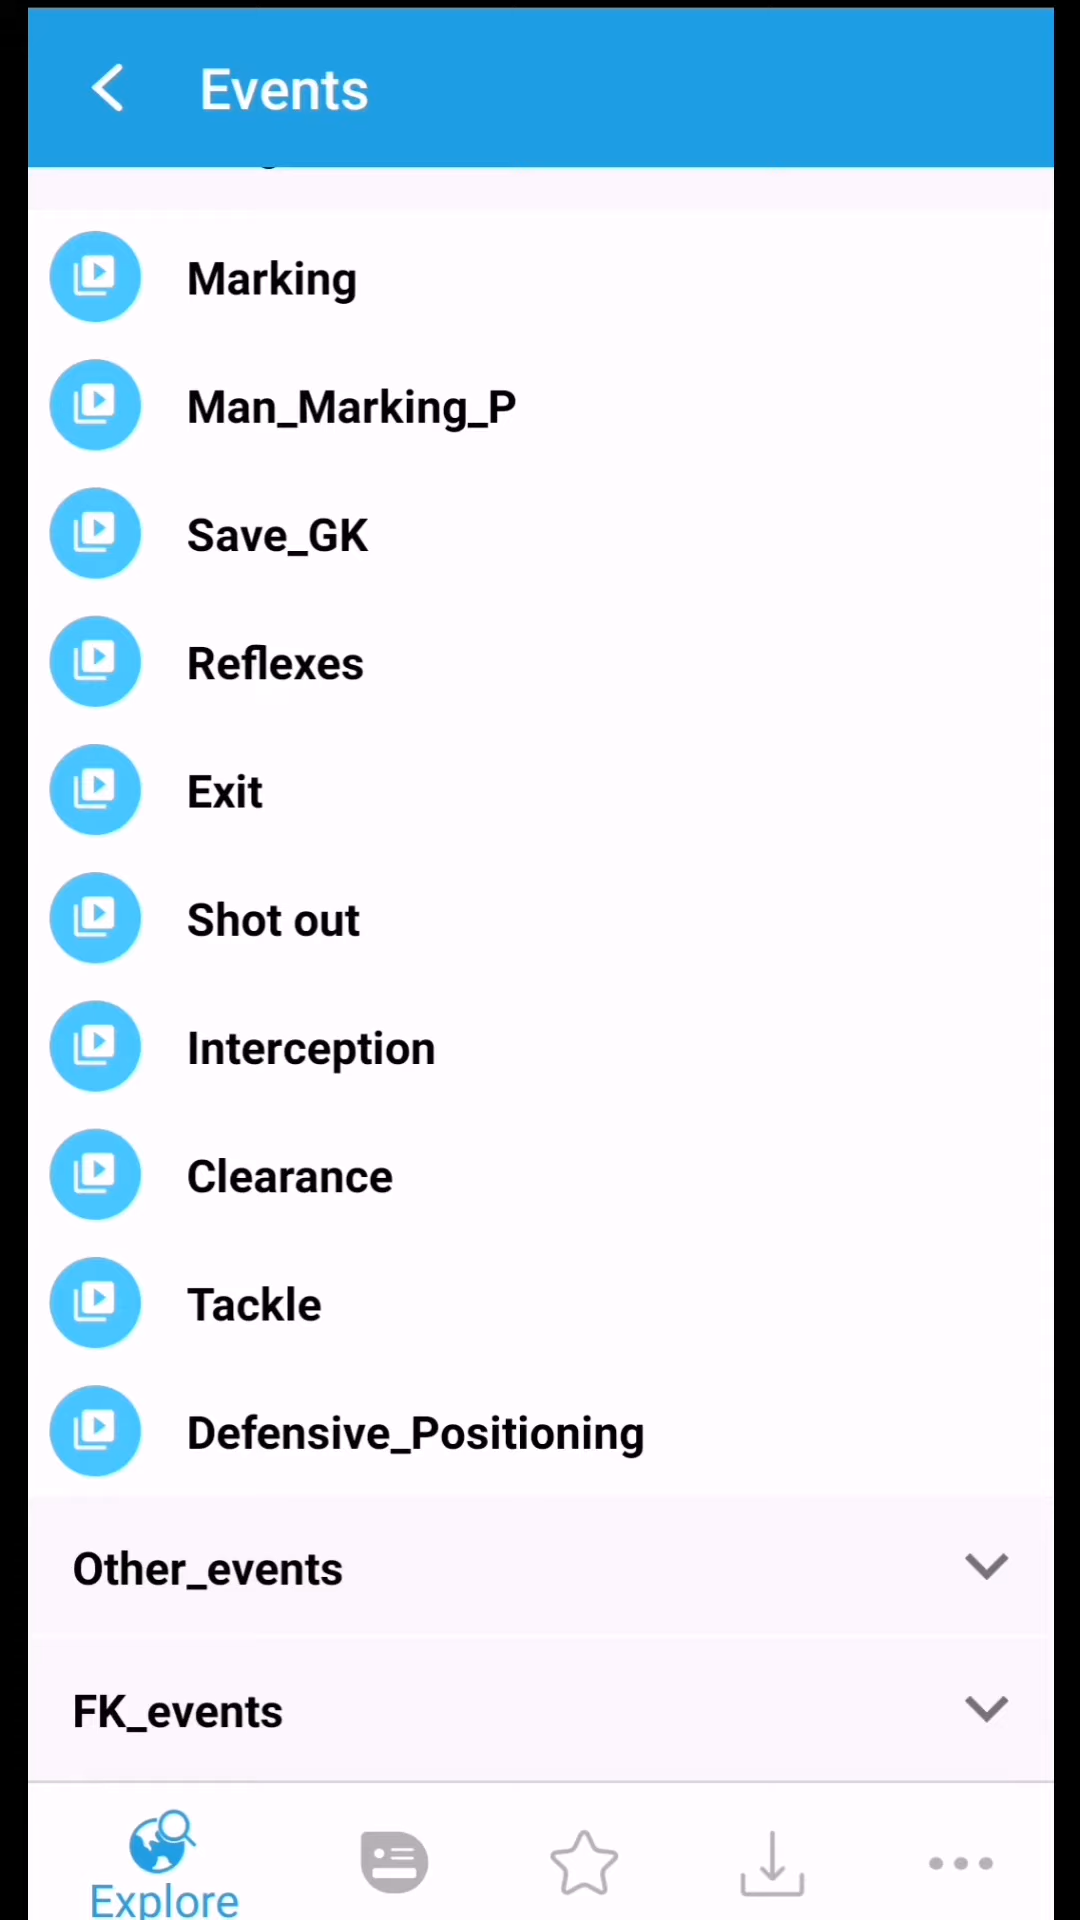 Events
Marking
Man_Marking_P
Save_GK
Reflexes
Exit
Shot out
Interception
Clearance
Tackle
Defensive_Positioning
Other_events
FK_events
Explore